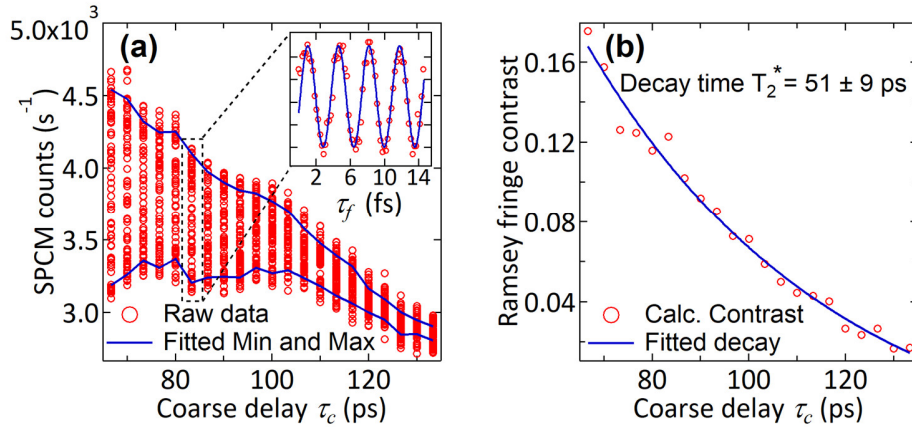 (a)
5.0x10³
4.5
4.0
3.5
3.0
SPCM counts (s⁻¹)
2 6 10 14
τf (fs)
Raw data
Fitted Min and Max
80 100 120
Coarse delay τc (ps)
(b)
0.16
0.12
0.08
0.04
Ramsey fringe contrast
Decay time T₂* = 51 ± 9 ps
Calc. Contrast
Fitted decay
80 100 120
Coarse delay τc (ps)